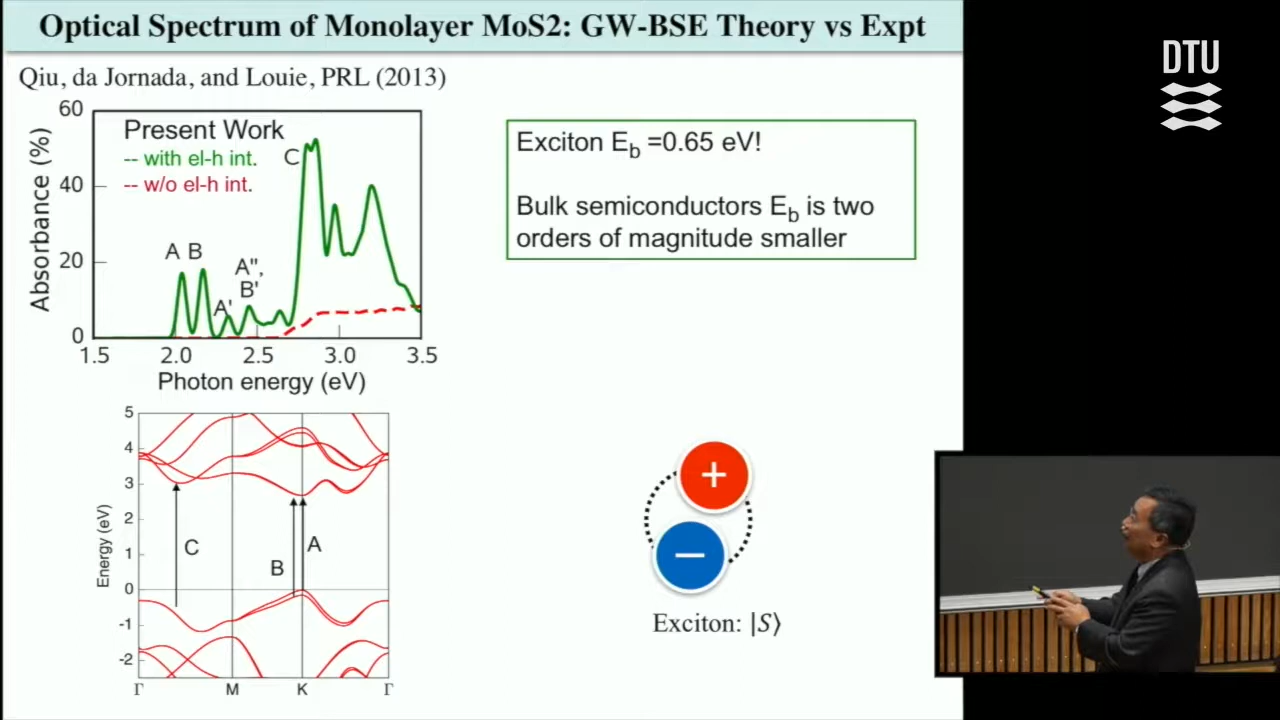 Optical Spectrum of Monolayer MoS2: GW-BSE Theory vs Expt
Qiu, da Jornada, and Louie, PRL (2013)
Present Work
-- with el-h int.
-- w/o el-h int.
C
A B
A'
A'',
B'
Absorbance (%)
60
40
20
0
1.5 2.0 2.5 3.0 3.5
Photon energy (eV)
Exciton Eb =0.65 eV!
Bulk semiconductors Eb is two
orders of magnitude smaller
Energy (eV)
5
4
3
2
1
0
-1
-2
C
B
A
Γ M K Γ
+
−
Exciton: |S⟩
DTU